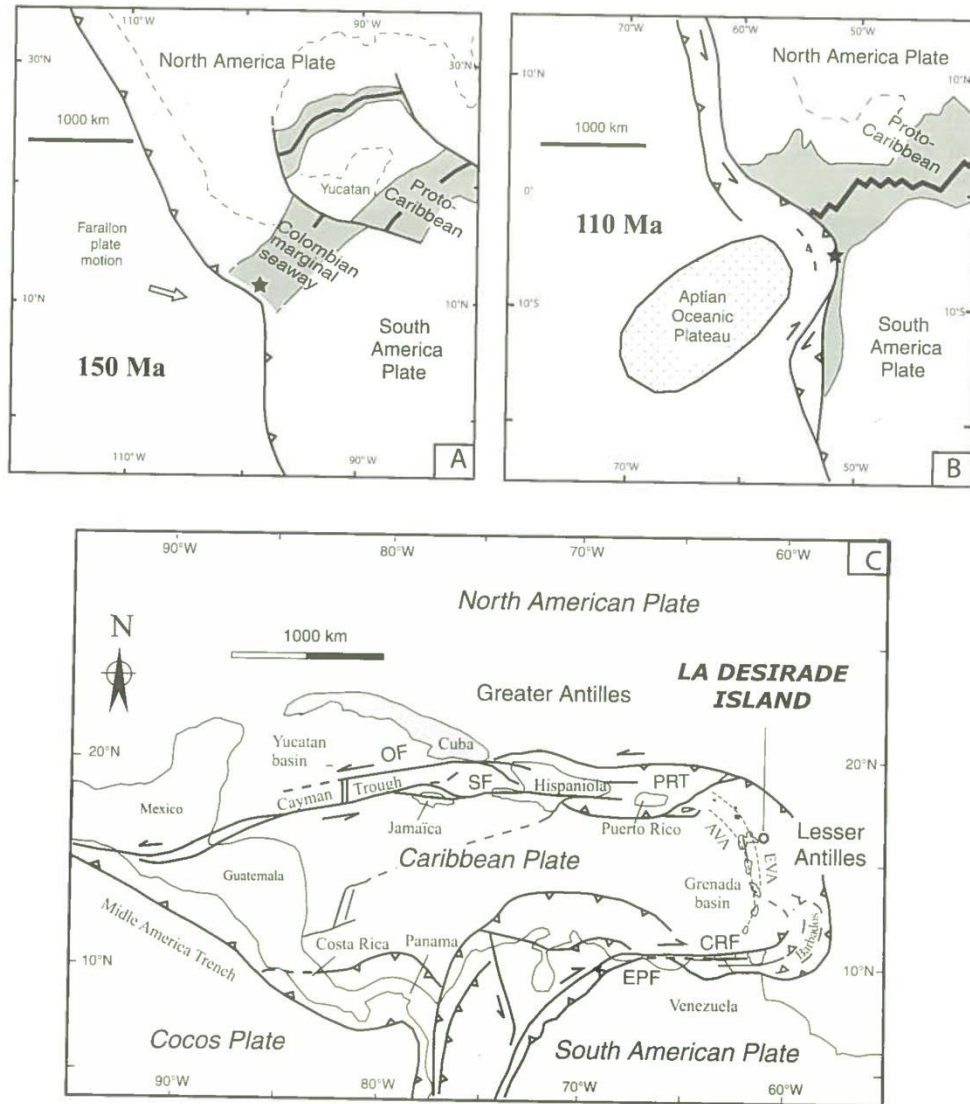 110°W
90°W
30°N
30°N
North America Plate
1000 km
Yucatan
Proto-
Caribbean
Colombian
marginal
seaway
Farallon
plate
motion
10°N
10°N
150 Ma
South
America
Plate
110°W
90°W
A
70°W
60°W
50°W
10°N
10°N
North America Plate
1000 km
Proto-
Caribbean
0°
0°
110 Ma
4
Aptian
Oceanic
Plateau
10°S
10°S
South
America
Plate
70°W
50°W
B
90°W
80°W
70°W
60°W
C
North American Plate
N
1000 km
LA DESIRADE
ISLAND
Greater Antilles
20°N
20°N
Yucatan
basin
OF
Cuba
Cayman
Trough
SF
Hispaniola
PRT
Mexico
Jamaïca
Puerto Rico
AVA
EVA
Lesser
Antilles
Caribbean Plate
Guatemala
Grenada
basin
Midle America Trench
Costa Rica
Panama
CRF
Barbados
10°N
10°N
EPF
Venezuela
Cocos Plate
South American Plate
90°W
80°W
70°W
60°W